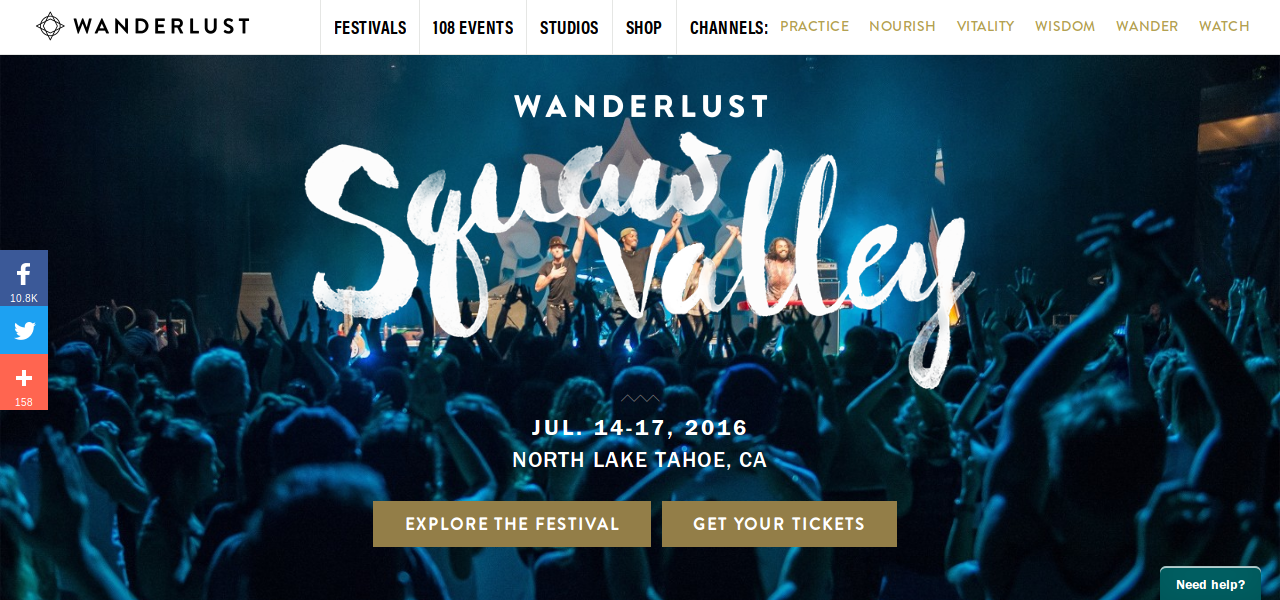 WANDERLUST
FESTIVALS
108 EVENTS
STUDIOS
SHOP
CHANNELS:
PRACTICE
NOURISH
VITALITY
WISDOM
WANDER
WATCH
WANDERLUST
Squaw
Valley
10.8K
158
JUL. 14-17, 2016
NORTH LAKE TAHOE, CA
EXPLORE THE FESTIVAL
GET YOUR TICKETS
Need help?